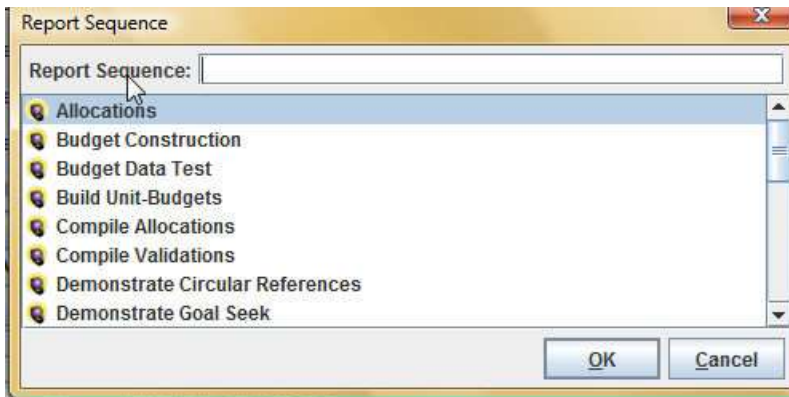 Report Sequence
Report Sequence:
Allocations
Budget Construction
Budget Data Test
Build Unit-Budgets
Compile Allocations
Compile Validations
Demonstrate Circular References
Demonstrate Goal Seek
OK Cancel